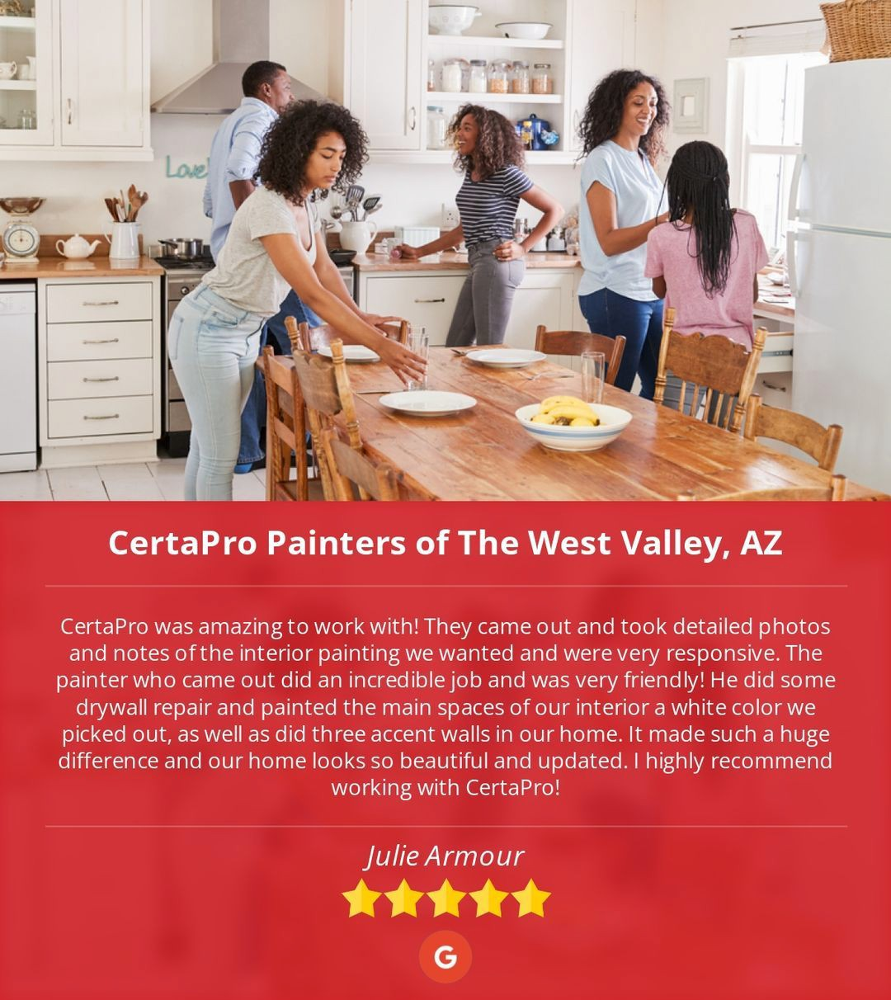 Love
CertaPro Painters of The West Valley, AZ
CertaPro was amazing to work with! They came out and took detailed photos
and notes of the interior painting we wanted and were very responsive. The
painter who came out did an incredible job and was very friendly! He did some
drywall repair and painted the main spaces of our interior a white color we
picked out, as well as did three accent walls in our home. It made such a huge
difference and our home looks so beautiful and updated. I highly recommend
working with CertaPro!
Julie Armour
G